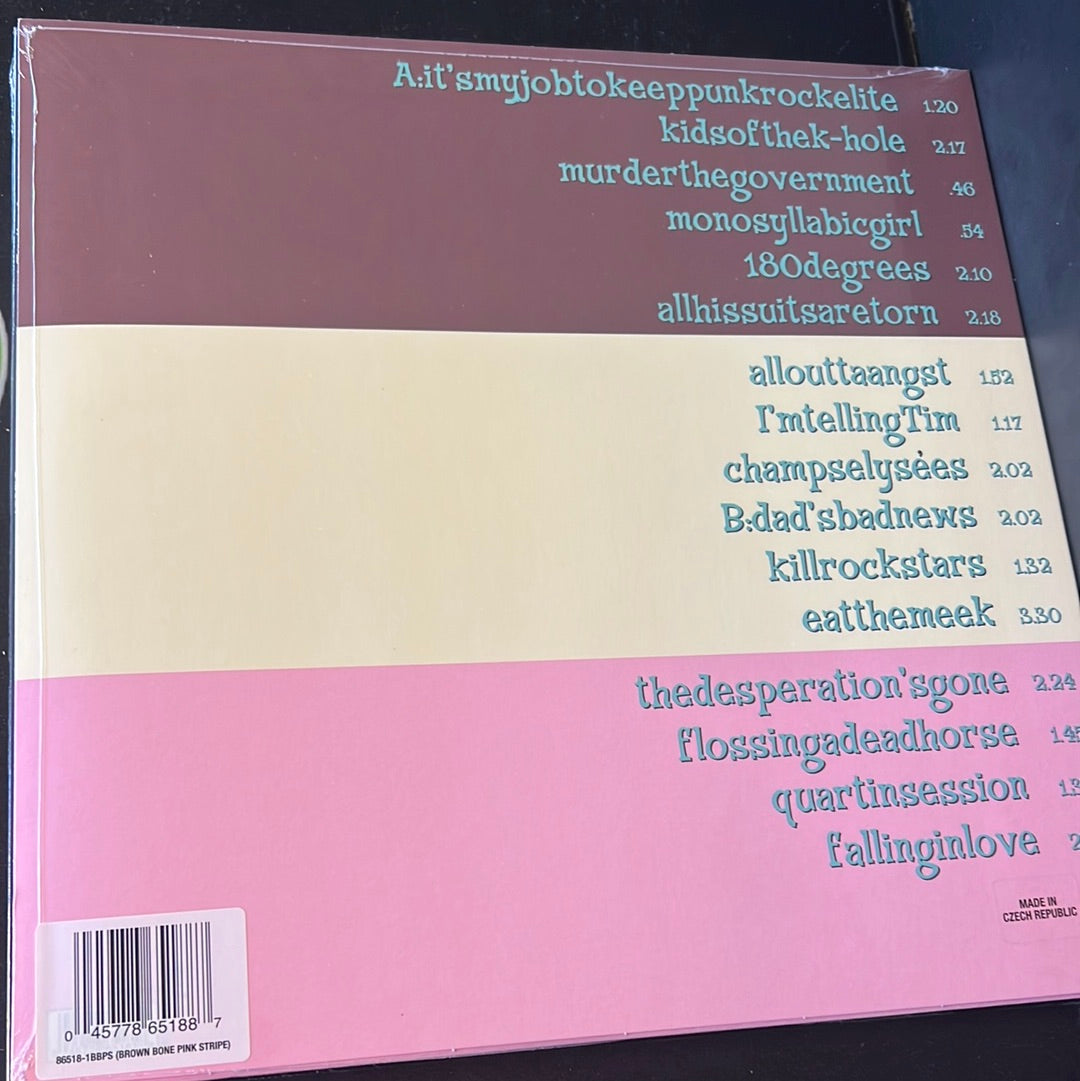 A:it'smyjobtokeeppunkrockelite 1.20
kidsofthek-hole 2.17
murderthegovernment .46
monosyllabicgirl .54
180degrees 2.10
allhissuitsaretorn 2.18
allouttaangst 1.52
I'mtellingTim 1.17
champselysées 2.02
B:dad'sbadnews 2.02
killrockstars 1.32
eatthemeek 3.30
thedesperation'sgone 2.24
flossingadeadhorse
quartinsession
fallinginlove
MADE IN
CZECH REPUBLIC
0 45778 65188 7
86518-1BBPS (BROWN BONE PINK STRIPE)